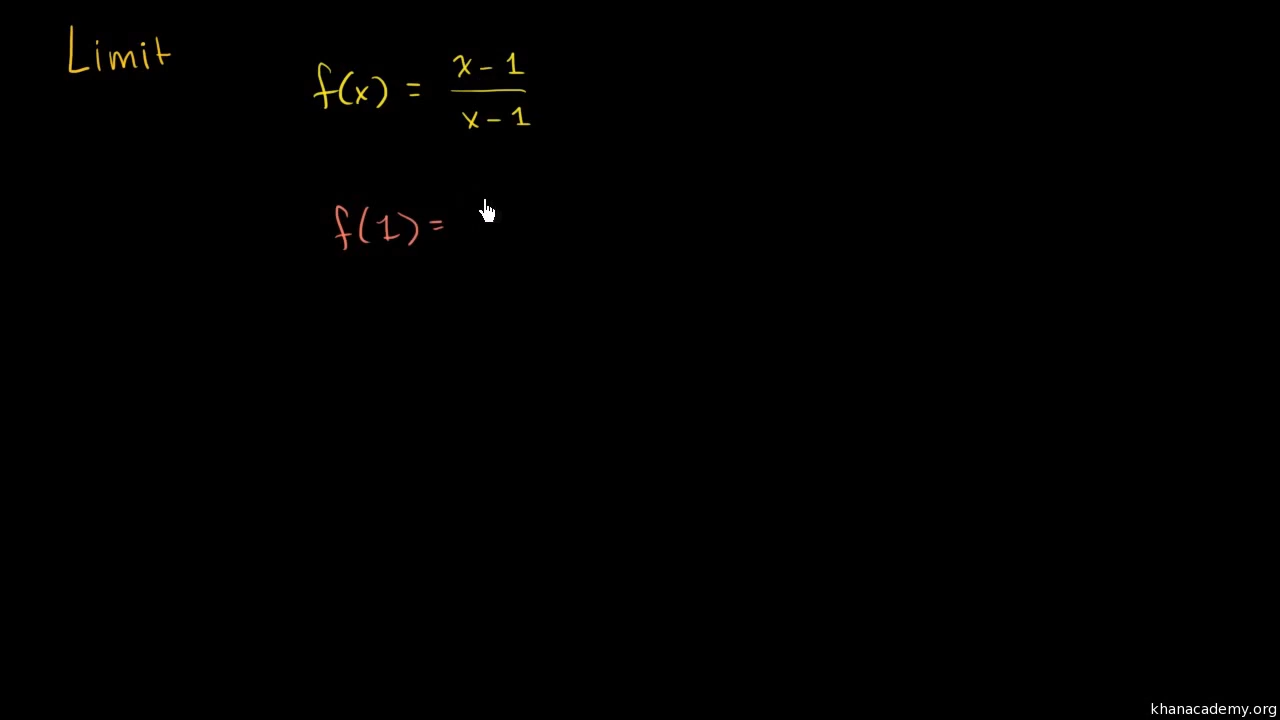 Limit
f(x) = x - 1 / x - 1
f(1) =
khanacademy.org